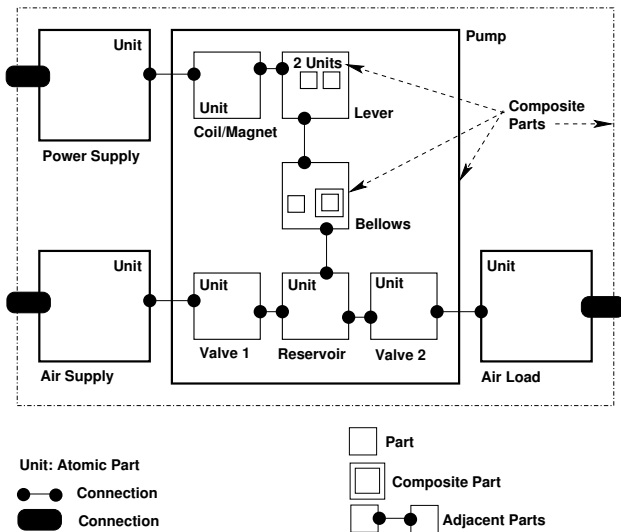 Unit
Pump
2 Units
Unit
Coil/Magnet
Lever
Composite
Parts
Power Supply
Bellows
Unit
Unit
Unit
Unit
Unit
Valve 1
Reservoir
Valve 2
Air Supply
Air Load
Part
Unit: Atomic Part
Composite Part
Connection
Connection
Adjacent Parts